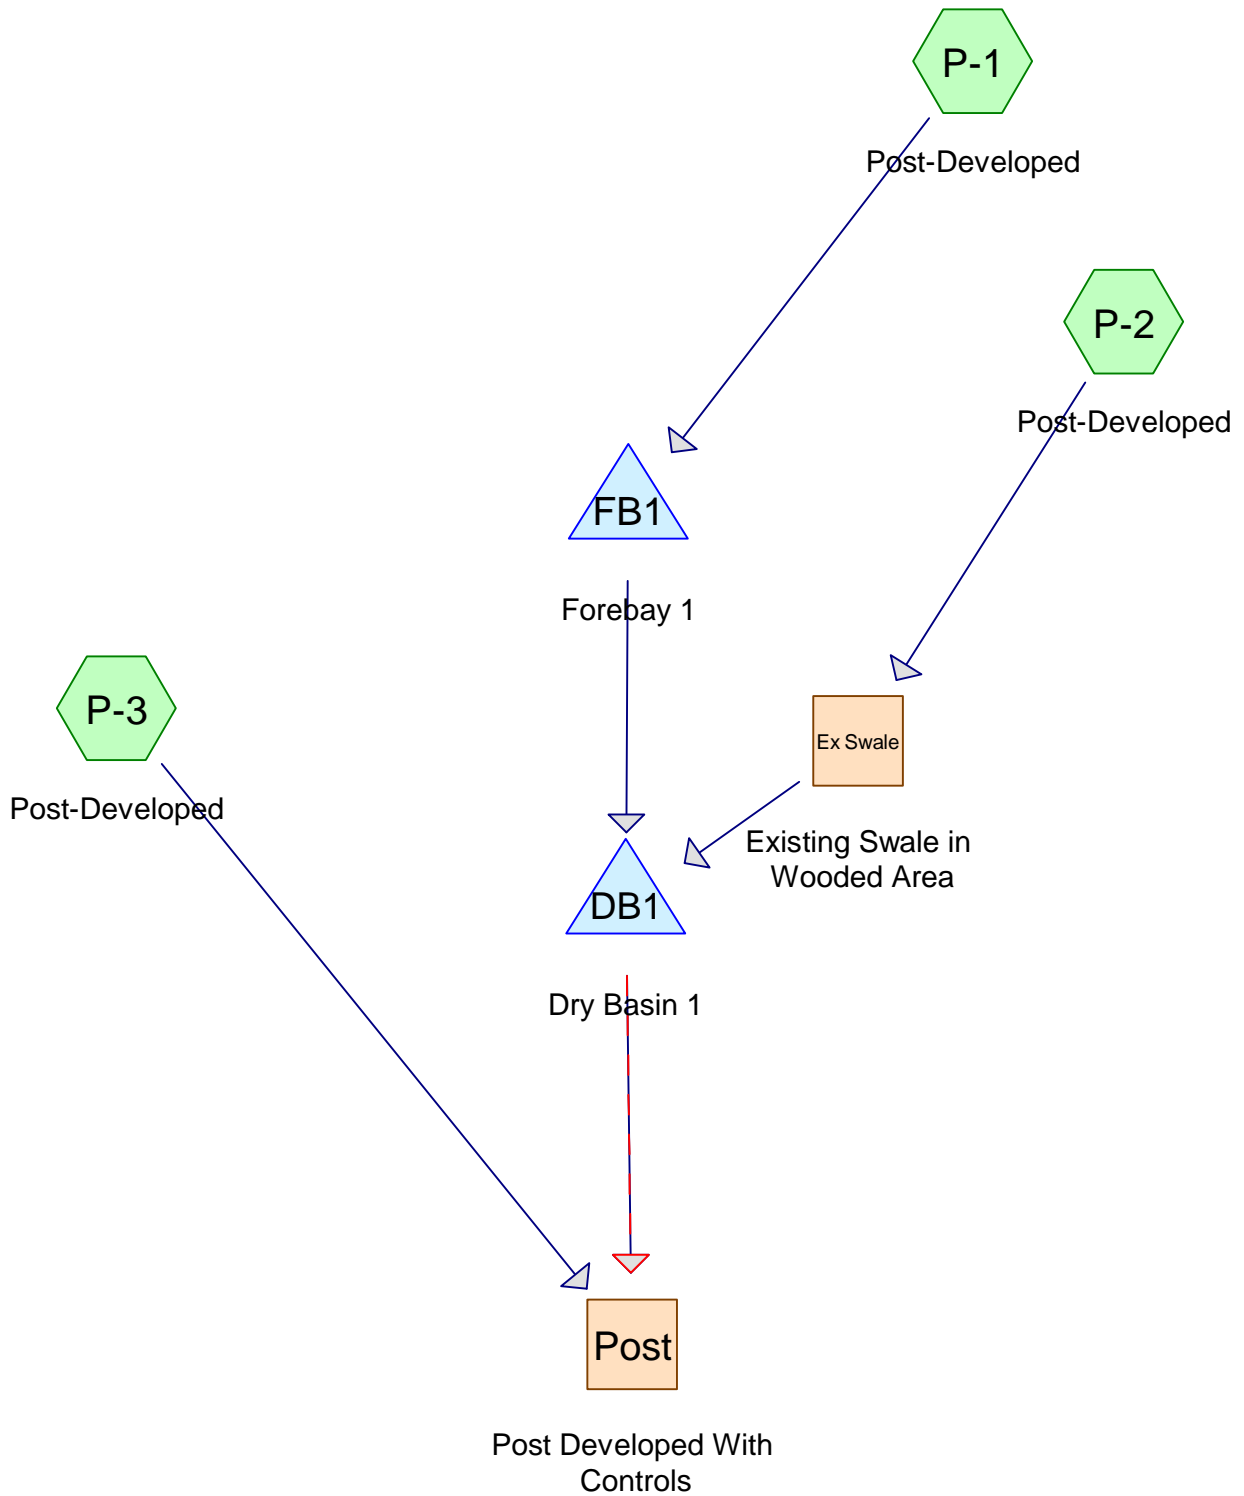 P-1
Post-Developed
P-2
Post-Developed
FB1
Forebay 1
P-3
Post-Developed
Ex Swale
Existing Swale in
Wooded Area
DB1
Dry Basin 1
Post
Post Developed With
Controls